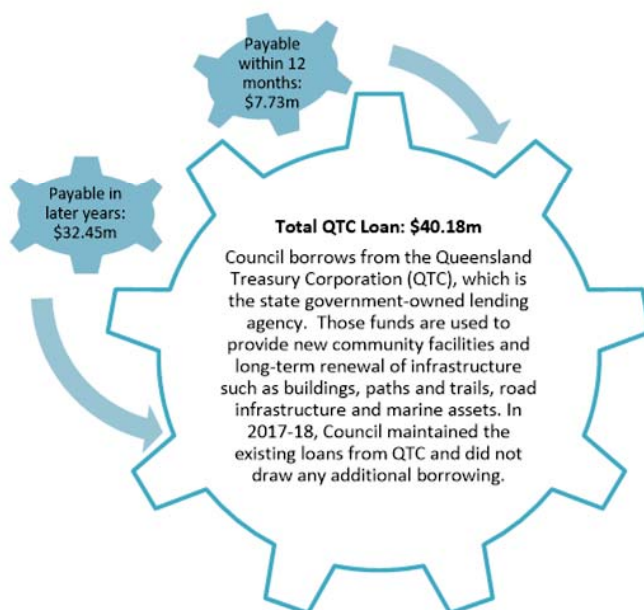 Payable
within 12
months:
$7.73m
Payable in
later years:
$32.45m
Total QTC Loan: $40.18m
Council borrows from the Queensland
Treasury Corporation (QTC), which is
the state government-owned lending
agency.  Those funds are used to
provide new community facilities and
long-term renewal of infrastructure
such as buildings, paths and trails, road
infrastructure and marine assets. In
2017-18, Council maintained the
existing loans from QTC and did not
draw any additional borrowing.